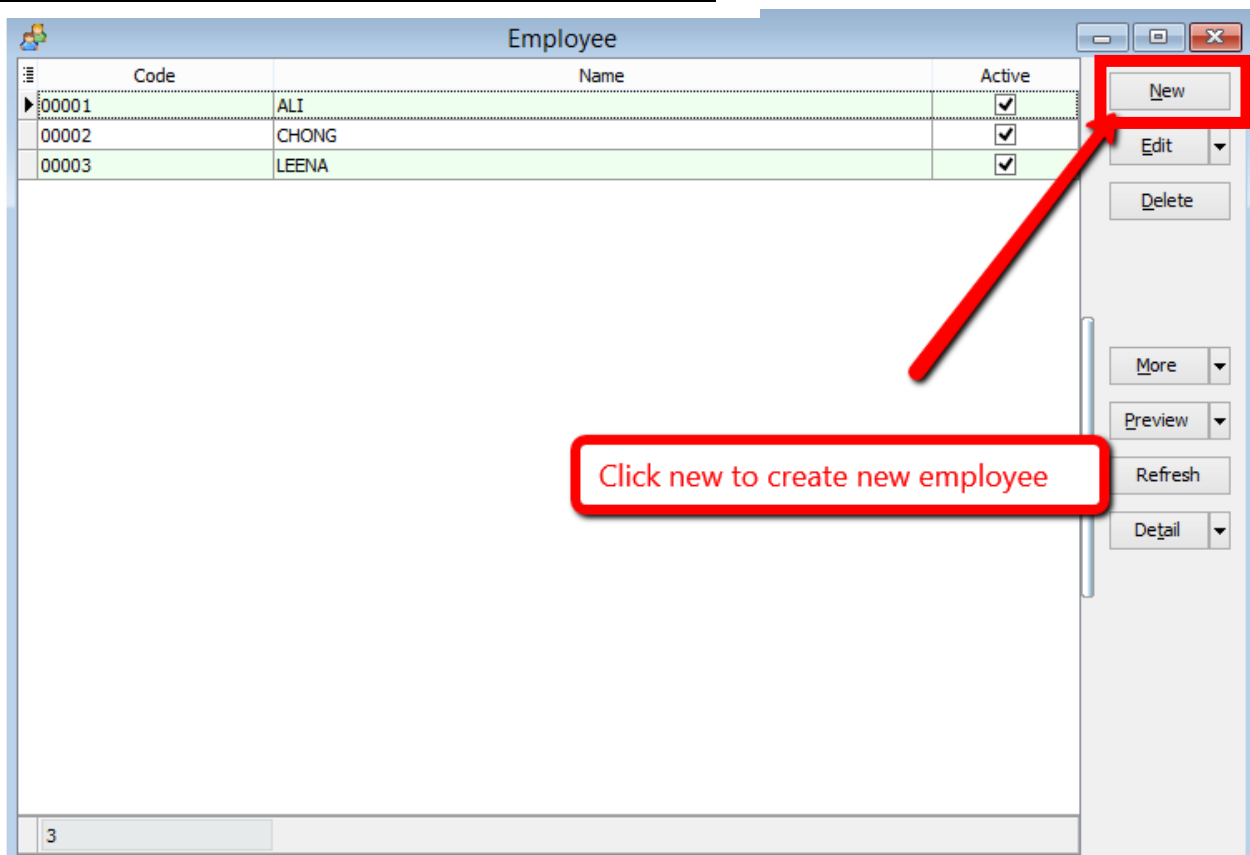 Employee
Code Name Active
00001 ALI
00002 CHONG
00003 LEENA
New
Edit
Delete
More
Preview
Refresh
Detail
Click new to create new employee
3